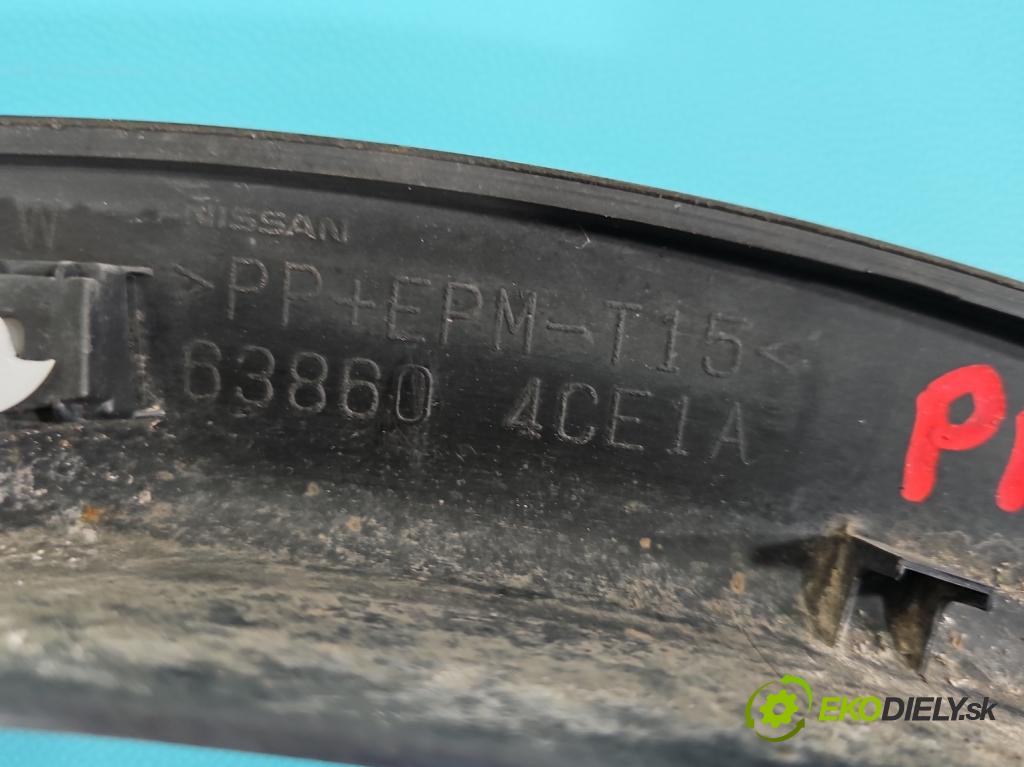 W
NISSAN
>PP+EPM-T15<
63860 4CE1A
EKODIELY.sk